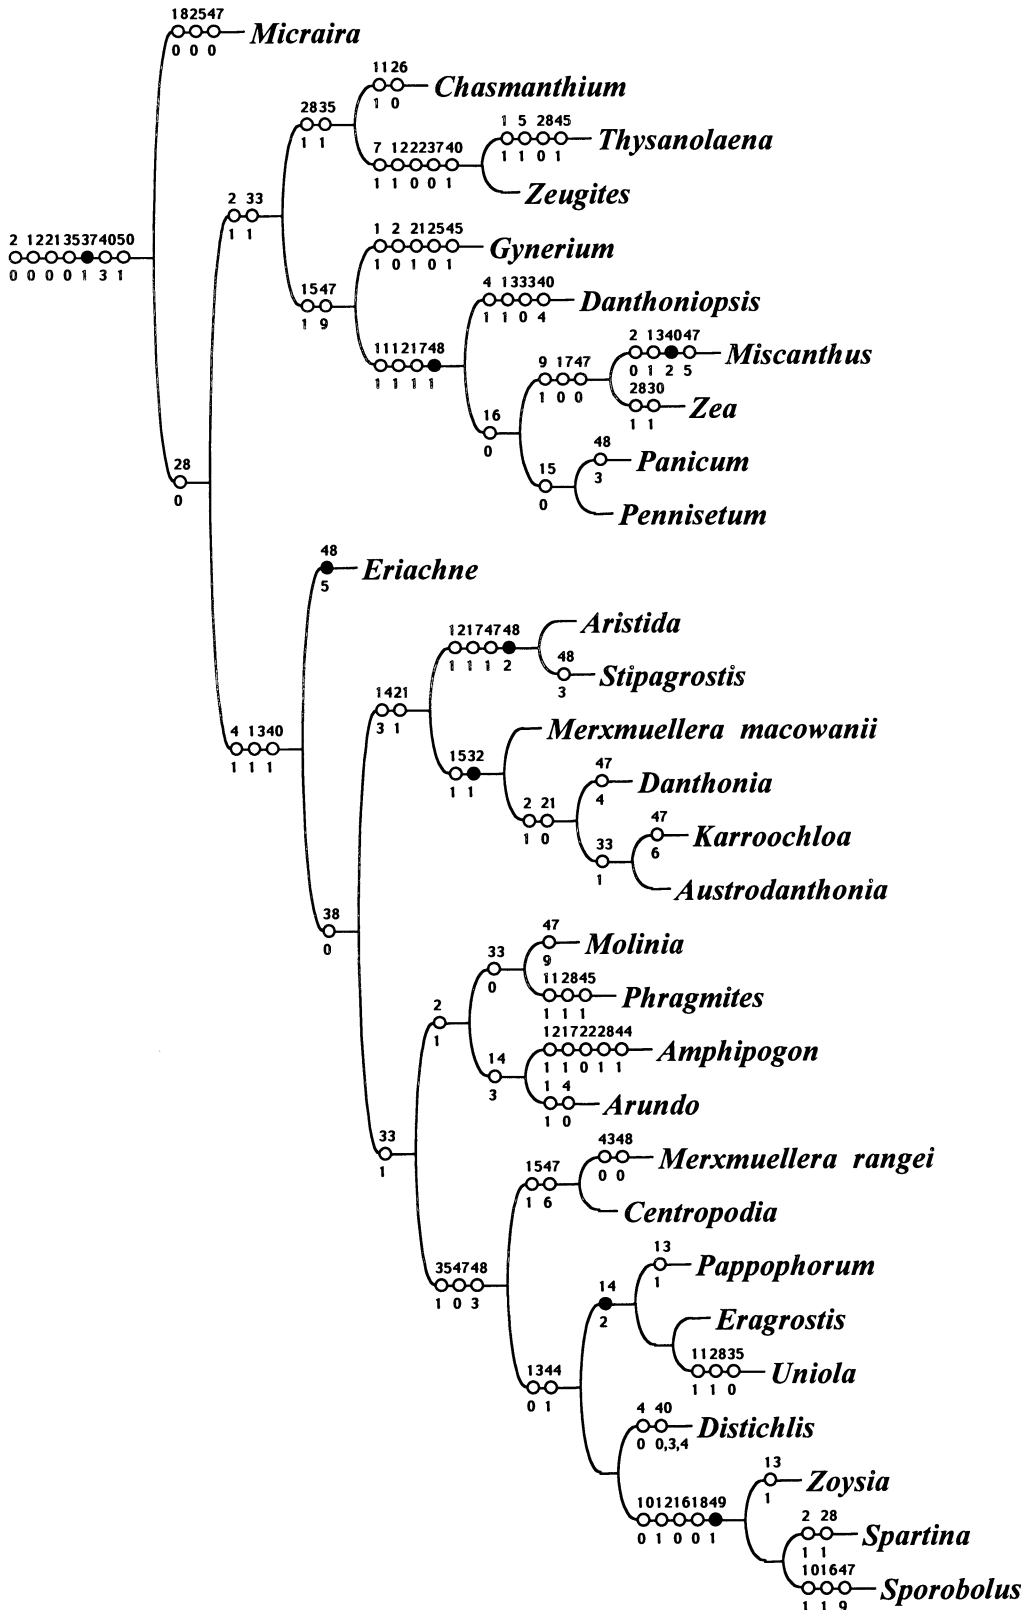 182547
0 0 0
Micraira
1126
1 0
Chasmanthium
2835
1 1
1 5 2845
1 1 0 1
Thysanolaena
7 12223740
1 1 0 0 1
Zeugites
2 33
1 1
2 12213537405 0
0 0 0 0 1 3 1
1 2 212545
1 0 1 0 1
Gynerium
1547
1 9
4 133340
1 1 0 4
Danthoniopsis
11121748
1 1 1 1
2 134047
0 1 2 5
Miscanthus
9 1747
1 0 0
2830
1 1
Zea
16
0
48
3
Panicum
15
0
Pennisetum
28
0
48
5
Eriachne
4 1340
1 1 1
12174748
1 1 1 2
Aristida
48
3
Stipagrostis
1421
3 1
Merxmuellera macowanii
1532
1 1
47
4
Danthonia
2 21
1 0
47
6
Karroochloa
33
1
Austrodanthonia
38
0
47
9
Molinia
33
0
112845
1 1 1
Phragmites
2
1
1217222844
1 1 0 1 1
Amphipogon
14
3
1 4
1 0
Arundo
33
1
4348
0 0
Merxmuellera rangei
1547
1 6
Centropodia
354748
1 0 3
13
1
Pappophorum
14
2
Eragrostis
112835
1 1 0
Uniola
1344
0 1
4 40
0 0,3,4
Distichlis
13
1
Zoysia
1012161849
0 1 0 0 1
2 28
1 1
Spartina
101647
1 1 9
Sporobolus